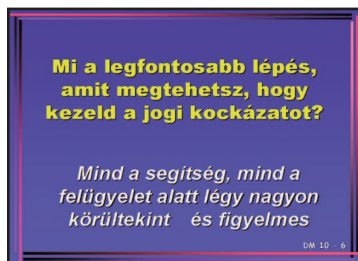 Mi a legfontosabb lépés,
amit megtehetsz, hogy
kezeld a jogi kockázatot?
Mind a segítség, mind a
felügyelet alatt légy nagyon
körültekint és figyelmes
DM 10 - 6